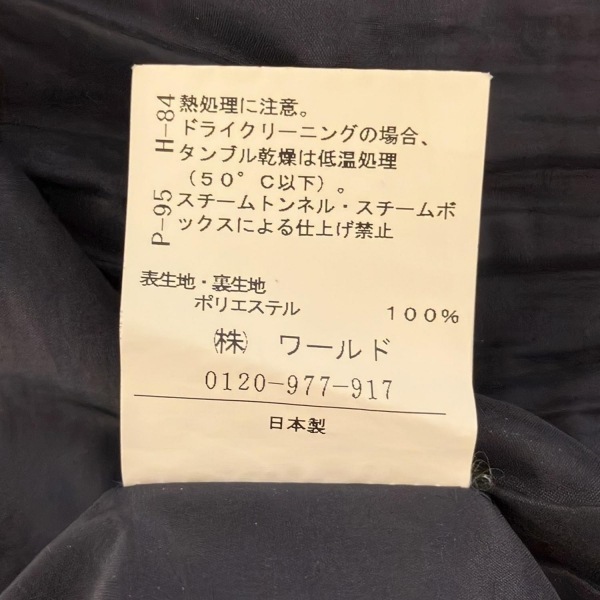 H-84
熱処理に注意。
ドライクリーニングの場合、
タンブル乾燥は低温処理
(50°C以下)。
P-95
スチームトンネル・スチームボ
ックスによる仕上げ禁止
表生地・裏生地
ポリエステル 100%
㈱ ワールド
0120-977-917
日本製